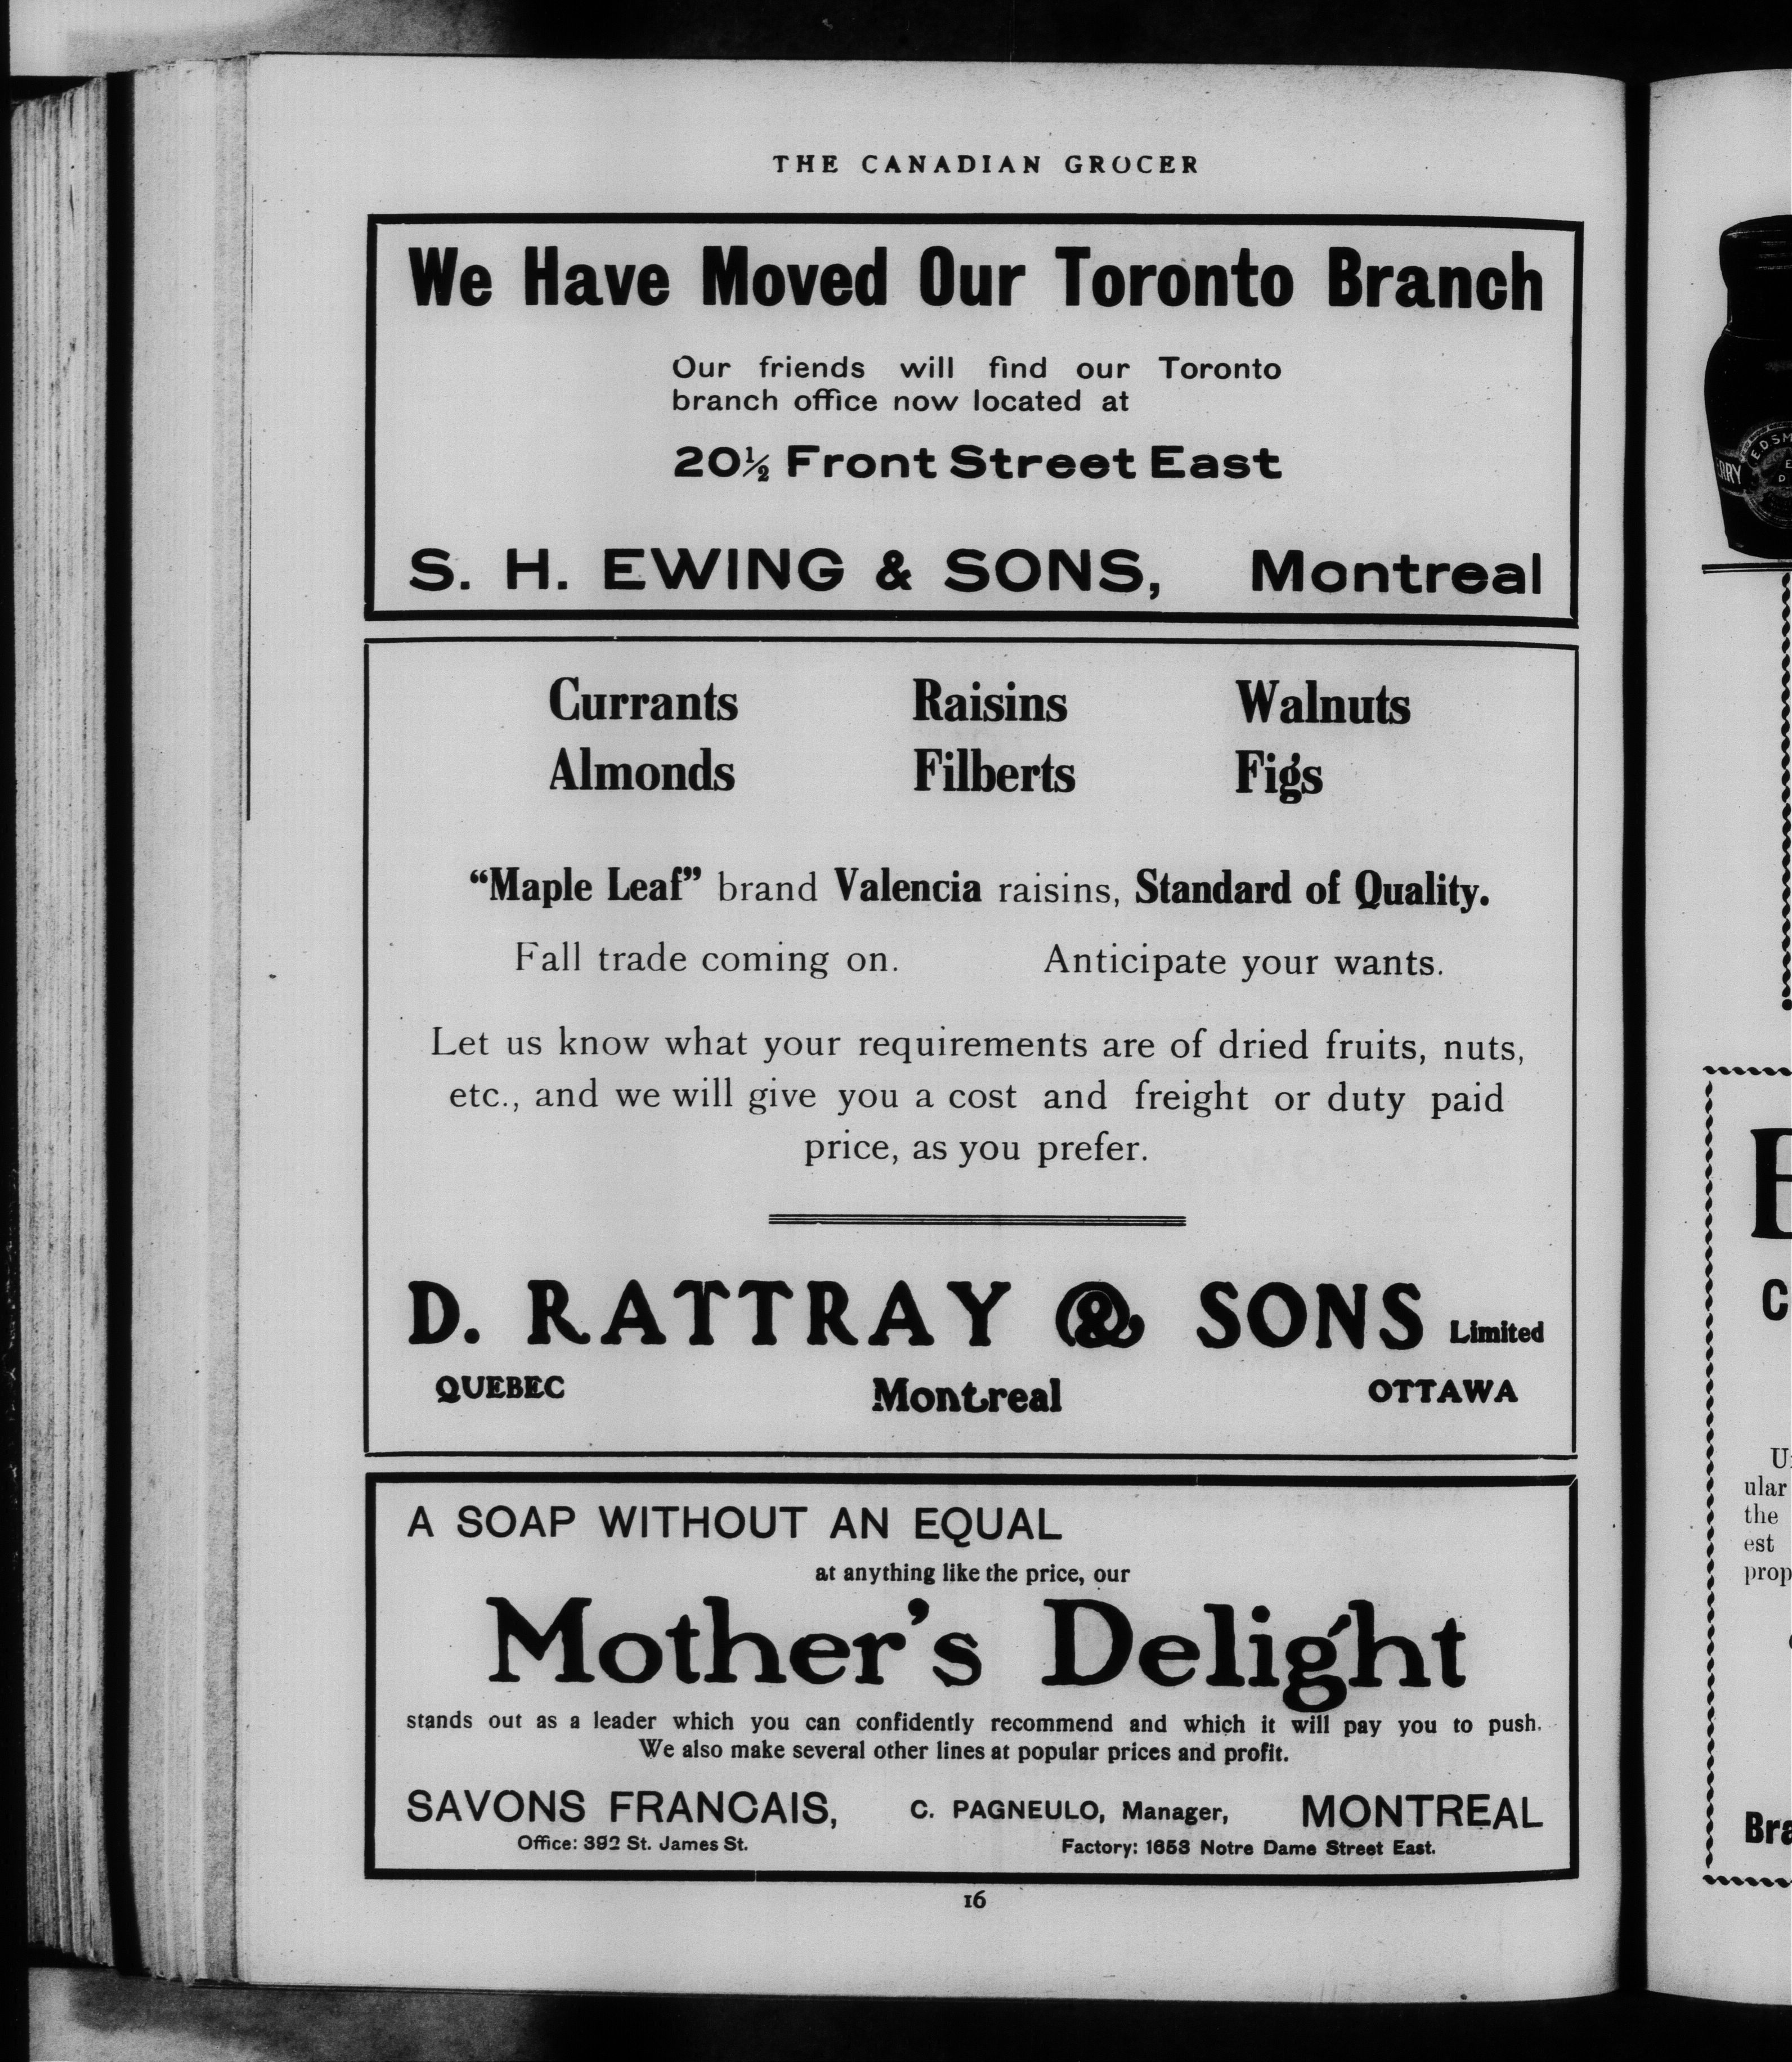 THE CANADIAN GROCER
We Have Moved Our Toronto Branch
Our friends will find our Toronto
branch office now located at
20½ Front Street East
S. H. EWING & SONS, Montreal
Currants Raisins Walnuts
Almonds Filberts Figs
“Maple Leaf” brand Valencia raisins, Standard of Quality.
Fall trade coming on. Anticipate your wants.
Let us know what your requirements are of dried fruits, nuts,
etc., and we will give you a cost and freight or duty paid
price, as you prefer.
D. RATTRAY & SONS Limited
QUEBEC Montreal OTTAWA
A SOAP WITHOUT AN EQUAL
at anything like the price, our
Mother’s Delight
stands out as a leader which you can confidently recommend and which it will pay you to push.
We also make several other lines at popular prices and profit.
SAVONS FRANCAIS, C. PAGNEULO, Manager, MONTREAL
Office: 392 St. James St. Factory: 1653 Notre Dame Street East.
16
ular
the
est